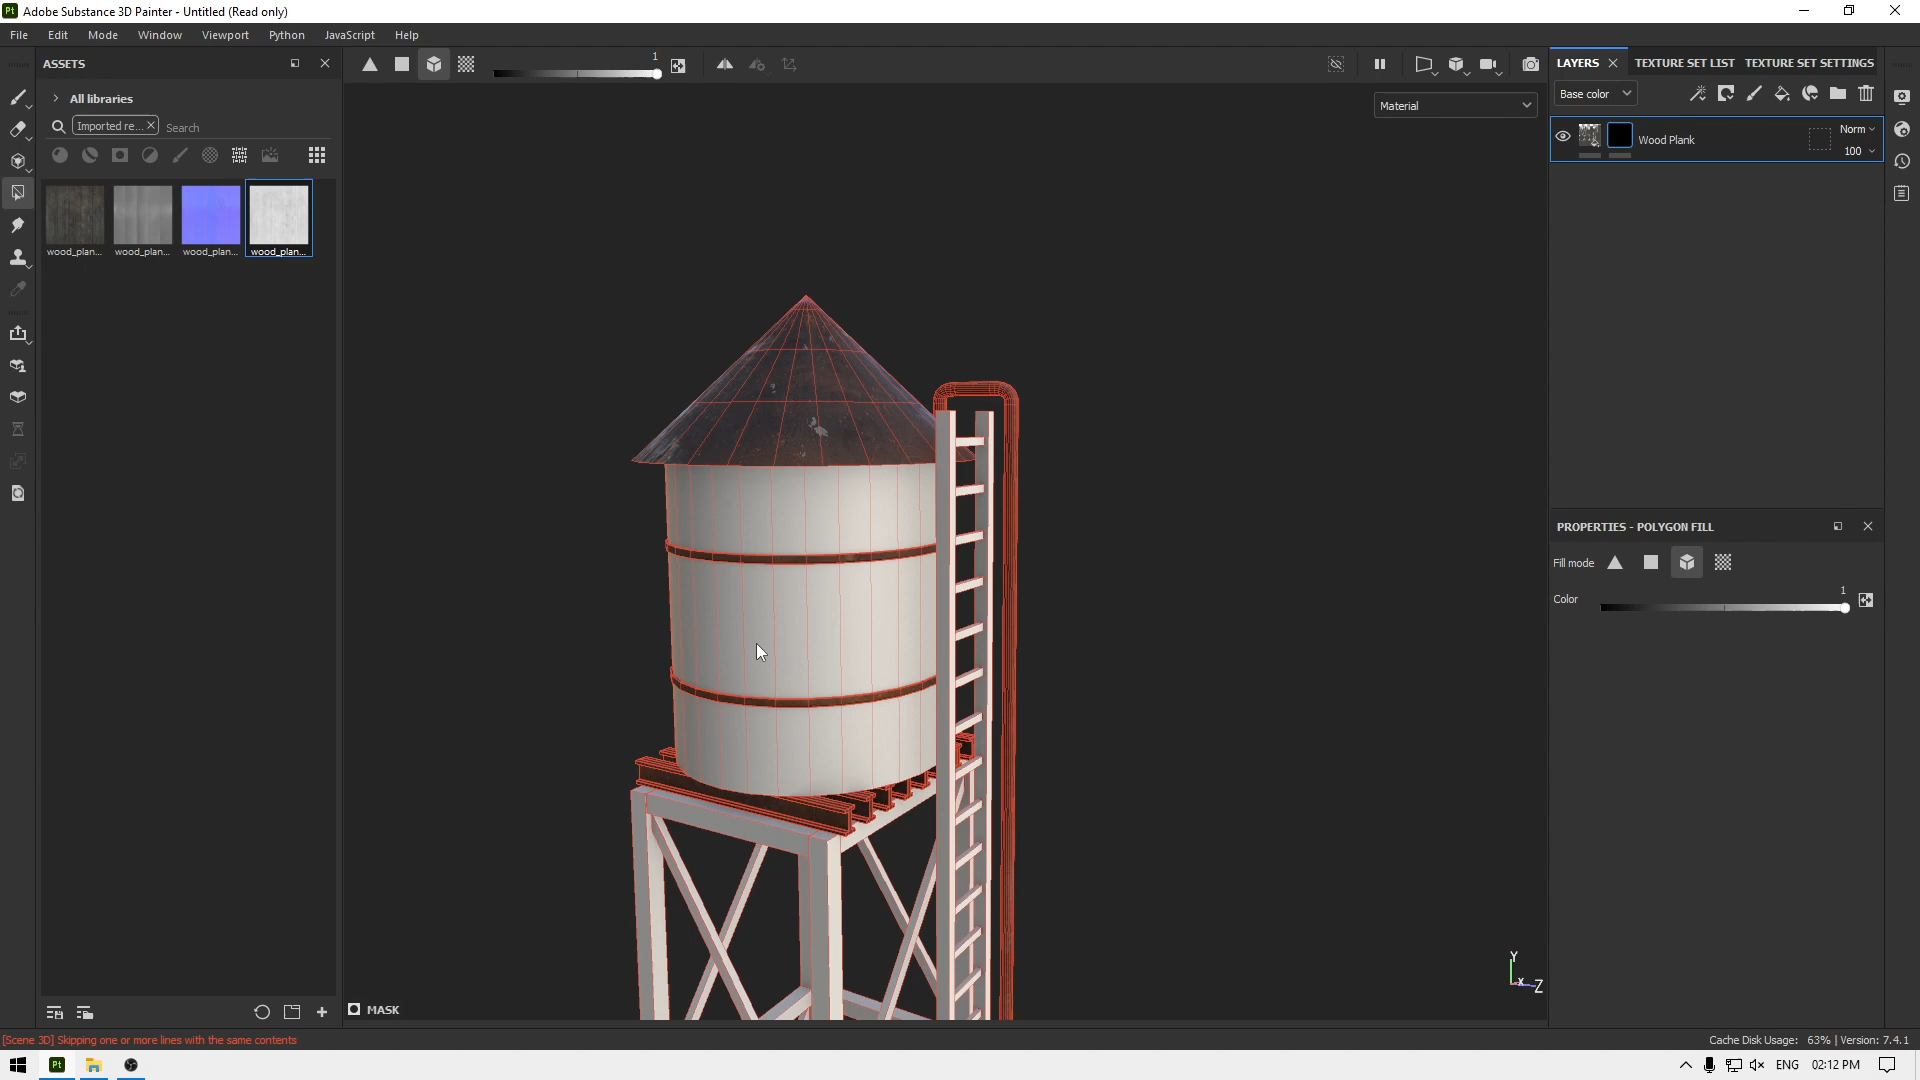 Pt Adobe Substance 3D Painter - Untitled (Read only)
File Edit Mode Window Viewport Python JavaScript Help
ASSETS
All libraries
Imported re... Search
wood_plan... wood_plan... wood_plan... wood_plan...
1
Material
MASK
Y
X
Z
LAYERS TEXTURE SET LIST TEXTURE SET SETTINGS
Base color
Wood Plank
Norm
100
PROPERTIES - POLYGON FILL
Fill mode
Color
1
[Scene 3D] Skipping one or more lines with the same contents
Cache Disk Usage: 63% | Version: 7.4.1
Pt
ENG 02:12 PM